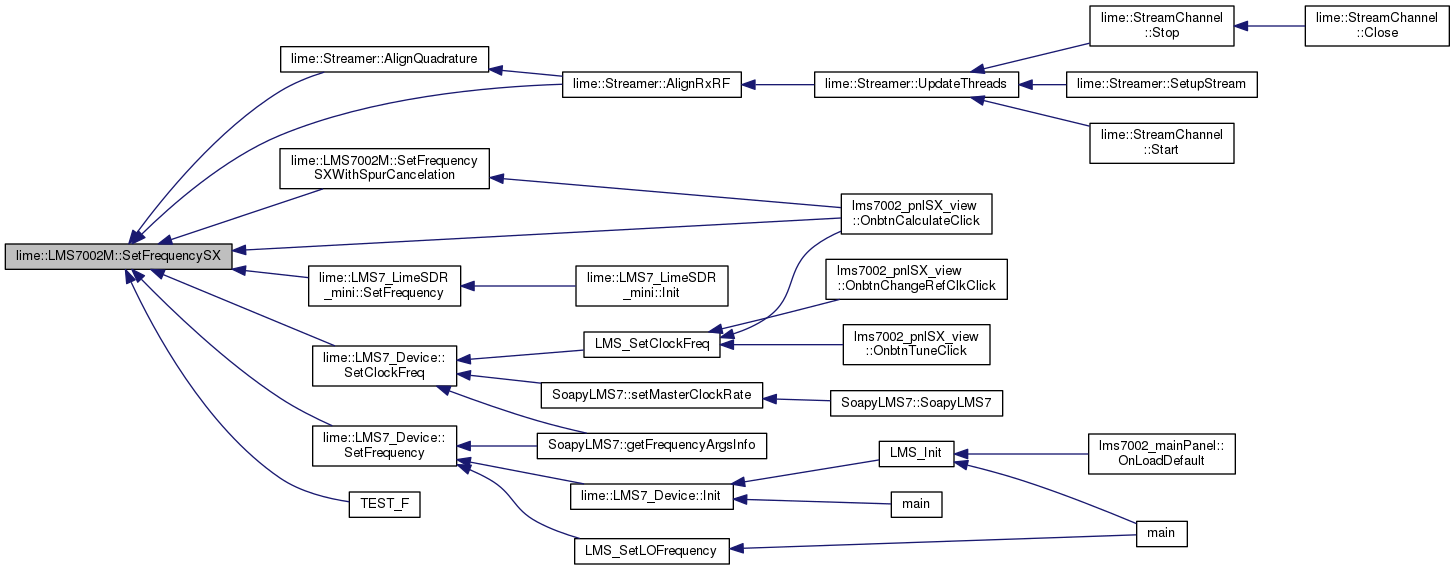 lime::StreamChannel
::Stop
lime::StreamChannel
::Close
lime::Streamer::AlignQuadrature
lime::Streamer::AlignRxRF
lime::Streamer::UpdateThreads
lime::Streamer::SetupStream
lime::StreamChannel
::Start
lime::LMS7002M::SetFrequency
SXWithSpurCancelation
lms7002_pnlSX_view
::OnbtnCalculateClick
lime::LMS7002M::SetFrequencySX
lime::LMS7_LimeSDR
_mini::SetFrequency
lime::LMS7_LimeSDR
_mini::Init
lms7002_pnlSX_view
::OnbtnChangeRefClkClick
LMS_SetClockFreq
lms7002_pnlSX_view
::OnbtnTuneClick
lime::LMS7_Device::
SetClockFreq
SoapyLMS7::setMasterClockRate
SoapyLMS7::SoapyLMS7
lime::LMS7_Device::
SetFrequency
SoapyLMS7::getFrequencyArgsInfo
LMS_Init
lms7002_mainPanel::
OnLoadDefault
lime::LMS7_Device::Init
main
TEST_F
LMS_SetLOFrequency
main